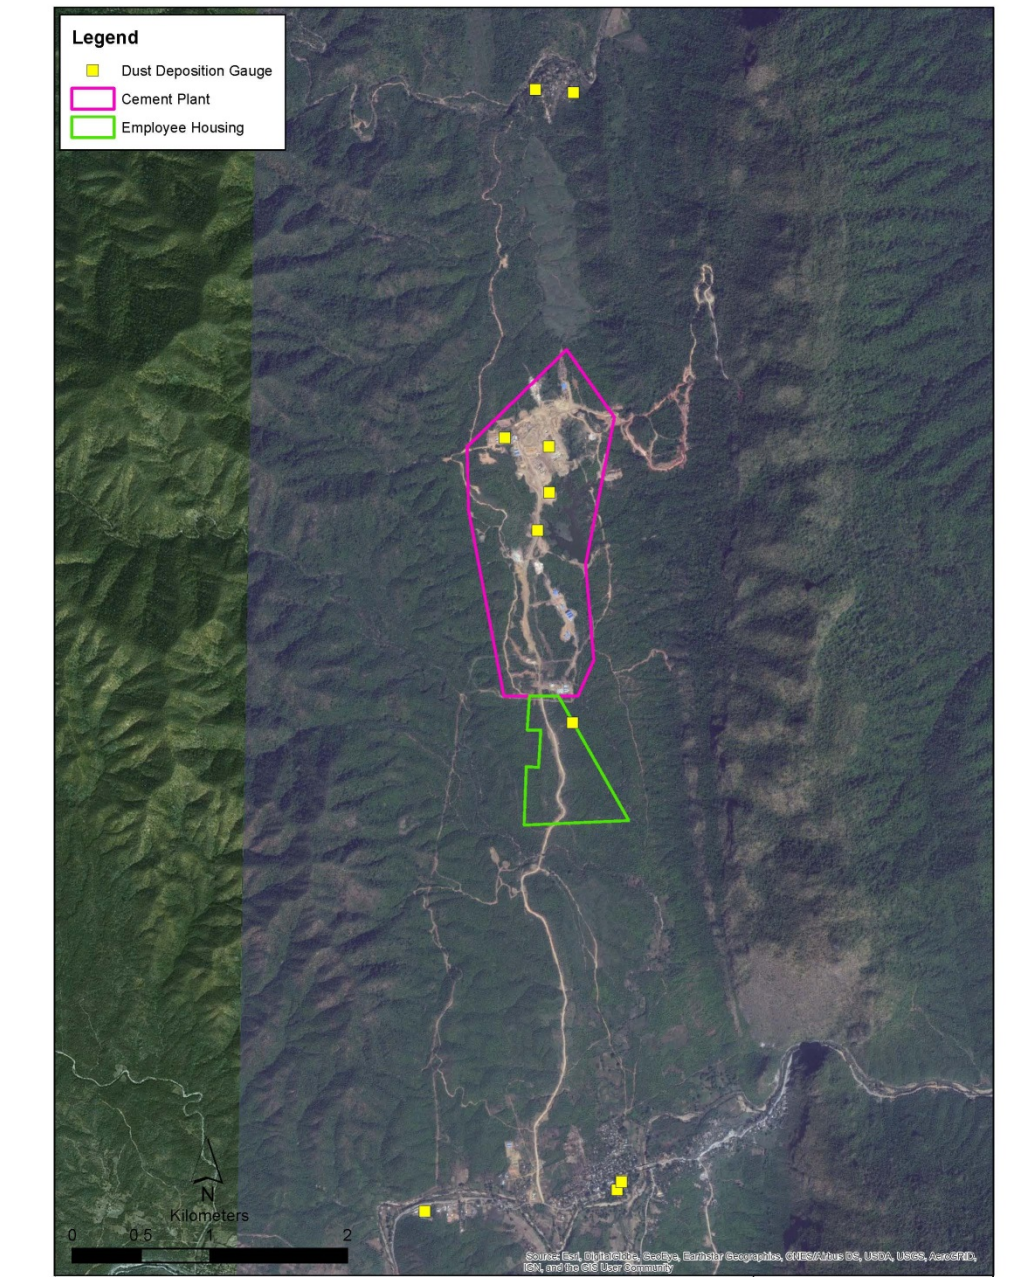 Legend
Dust Deposition Gauge
Cement Plant
Employee Housing
N
Kilometers
0 0.5 1 2
Source: Esri, DigitalGlobe, GeoEye, Earthstar Geographics, CNES/Airbus DS, USDA, USGS, AeroGRID,
IGN, and the GIS User Community